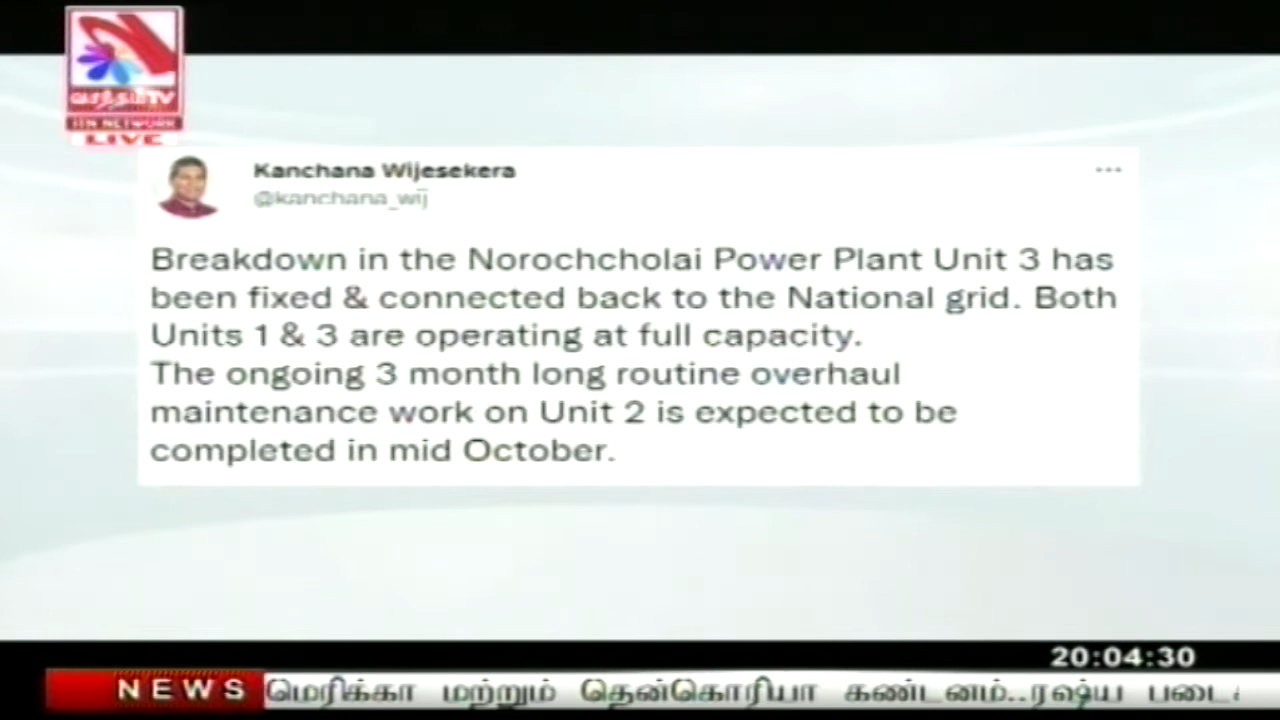 வசந்தம்TV
ITN NETWORK
LIVE
Kanchana Wijesekera
@kanchana_wij
Breakdown in the Norochcholai Power Plant Unit 3 has
been fixed & connected back to the National grid. Both
Units 1 & 3 are operating at full capacity.
The ongoing 3 month long routine overhaul
maintenance work on Unit 2 is expected to be
completed in mid October.
20:04:30
NEWS மெரிக்கா மற்றும் தென்கொரியா கண்டனம்..ரஷ்ய